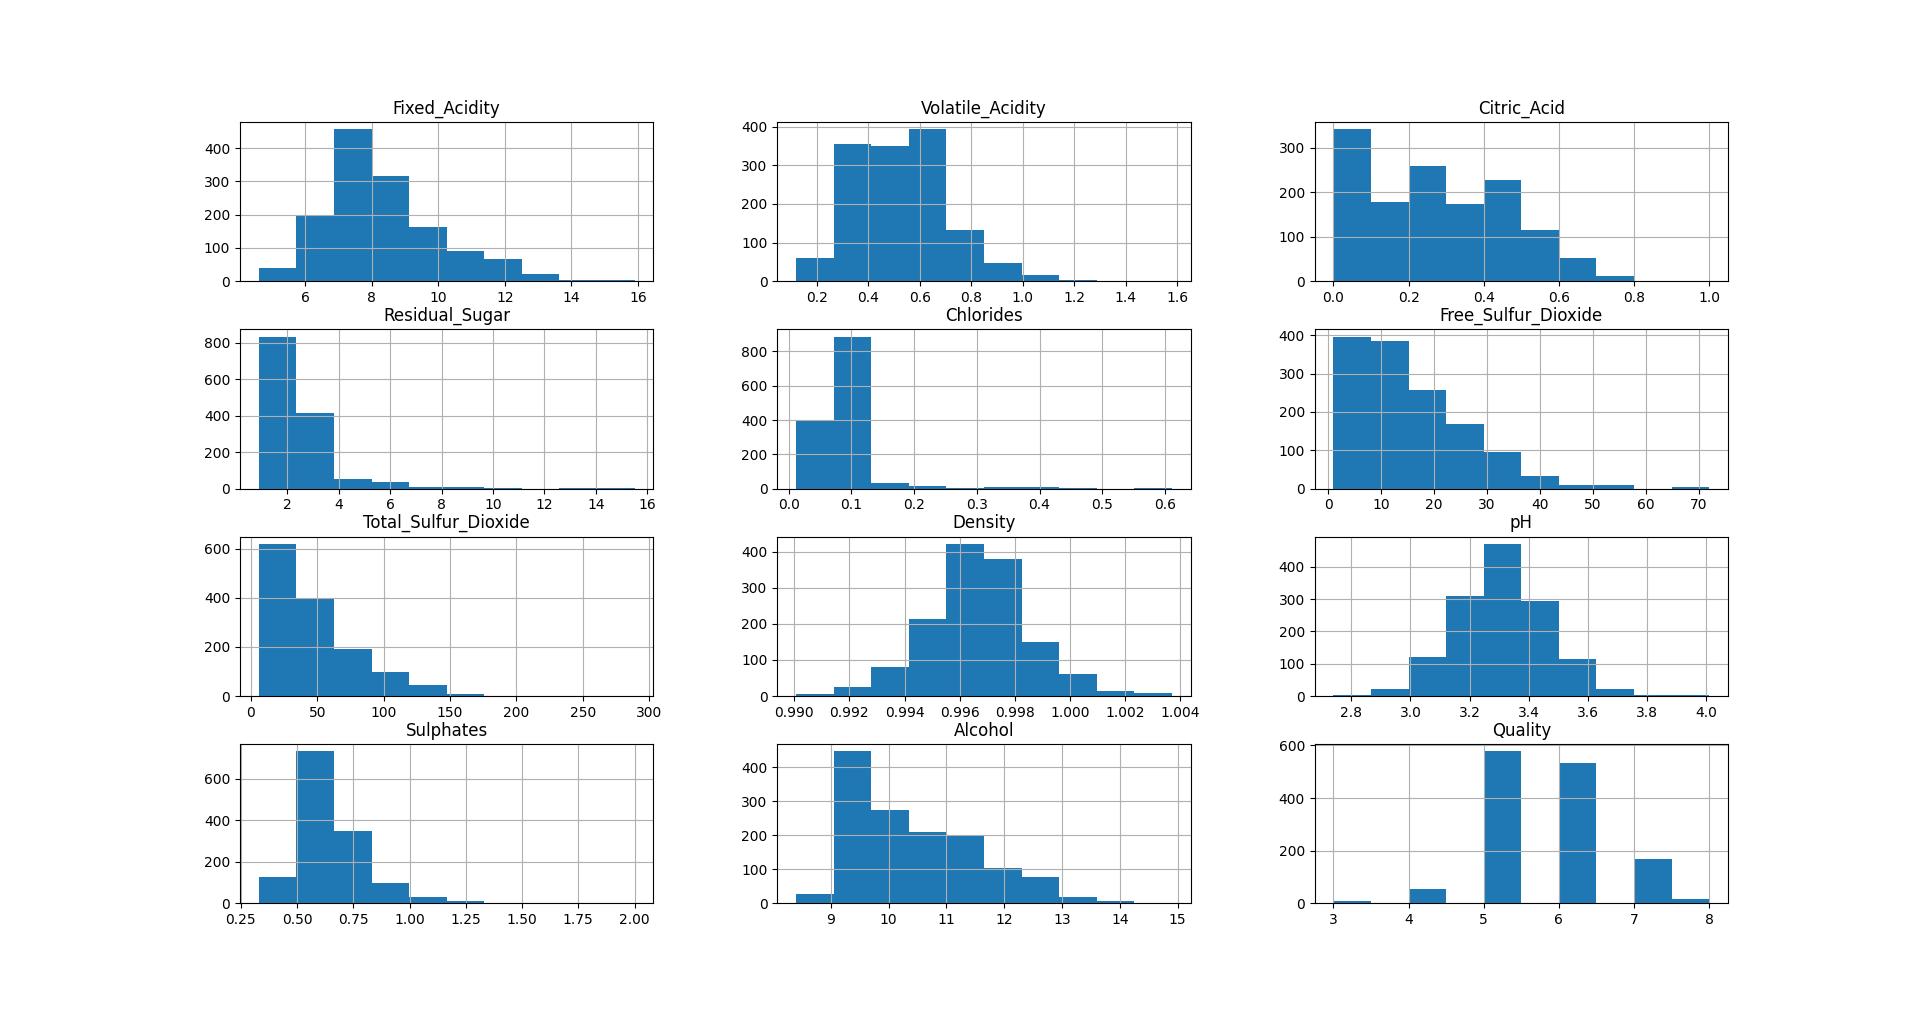 Fixed_Acidity Volatile_Acidity Citric_Acid
400 300 200 100 0
6 8 10 12 14 16
400 300 200 100 0
0.2 0.4 0.6 0.8 1.0 1.2 1.4 1.6
300 200 100 0
0.0 0.2 0.4 0.6 0.8 1.0
Residual_Sugar Chlorides Free_Sulfur_Dioxide
800 600 400 200 0
2 4 6 8 10 12 14 16
800 600 400 200 0
0.0 0.1 0.2 0.3 0.4 0.5 0.6
400 300 200 100 0
0 10 20 30 40 50 60 70
Total_Sulfur_Dioxide Density pH
600 400 200 0
0 50 100 150 200 250 300
400 300 200 100 0
0.990 0.992 0.994 0.996 0.998 1.000 1.002 1.004
400 300 200 100 0
2.8 3.0 3.2 3.4 3.6 3.8 4.0
Sulphates Alcohol Quality
600 400 200 0
0.25 0.50 0.75 1.00 1.25 1.50 1.75 2.00
400 300 200 100 0
9 10 11 12 13 14 15
600 400 200 0
3 4 5 6 7 8